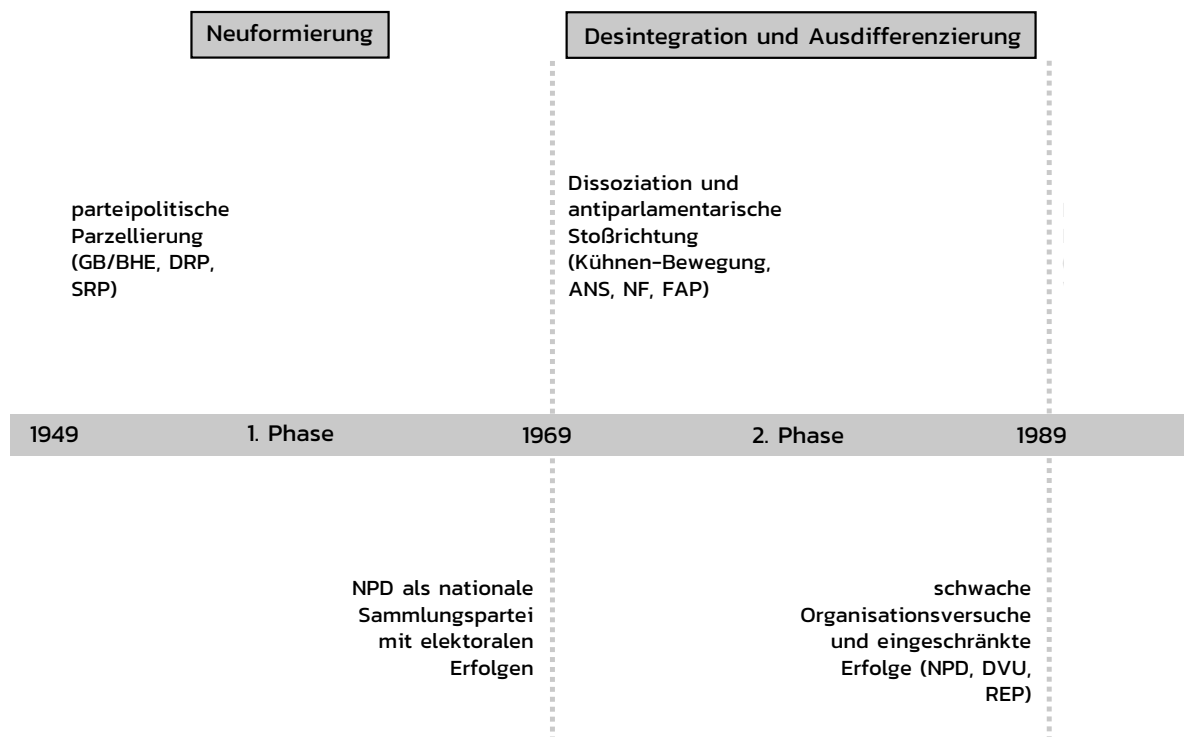 Neuformierung
Desintegration und Ausdifferenzierung
parteipolitische
Parzellierung
(GB/BHE, DRP,
SRP)
Dissoziation und
antiparlamentarische
Stoßrichtung
(Kühnen-Bewegung,
ANS, NF, FAP)
1949
1. Phase
1969
2. Phase
1989
NPD als nationale
Sammlungspartei
mit elektoralen
Erfolgen
schwache
Organisationsversuche
und eingeschränkte
Erfolge (NPD, DVU,
REP)